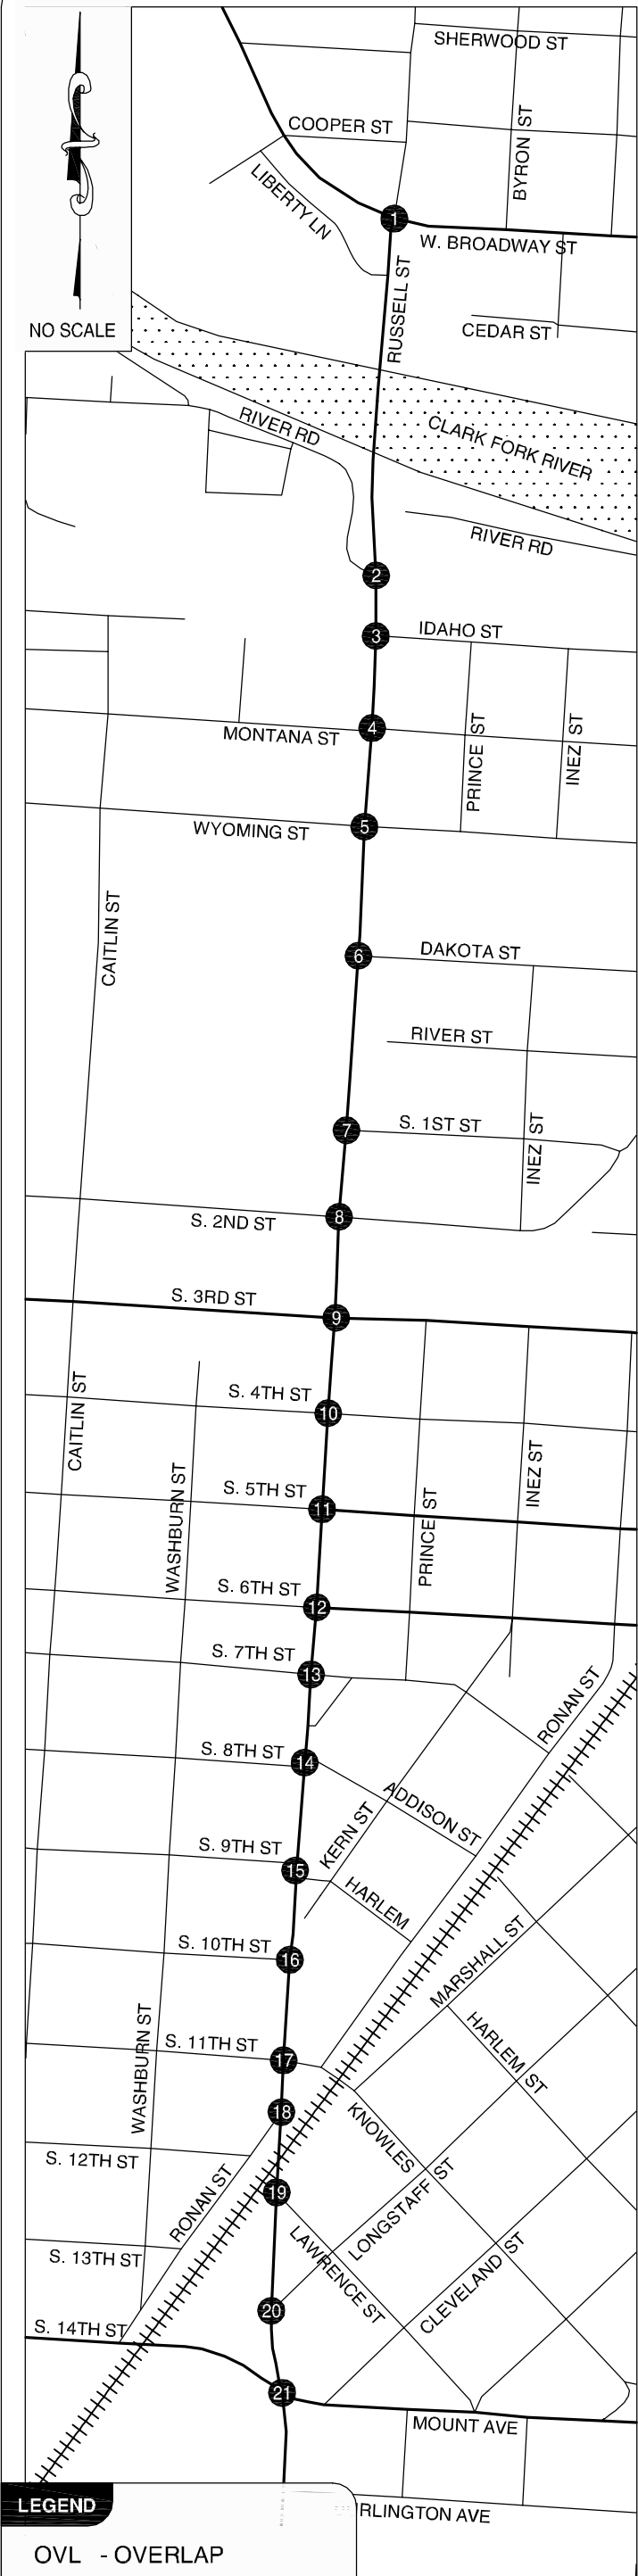 SHERWOOD ST
COOPER ST
BYRON ST
LIBERTY LN
1
W. BROADWAY ST
RUSSELL ST
NO SCALE
CEDAR ST
RIVER RD
CLARK FORK RIVER
RIVER RD
2
3
IDAHO ST
4
MONTANA ST
PRINCE ST
INEZ ST
5
WYOMING ST
CAITLIN ST
6
DAKOTA ST
RIVER ST
7
S. 1ST ST
INEZ ST
8
S. 2ND ST
S. 3RD ST
9
CAITLIN ST
S. 4TH ST
10
WASHBURN ST
S. 5TH ST
11
PRINCE ST
INEZ ST
S. 6TH ST
12
S. 7TH ST
13
RONAN ST
S. 8TH ST
14
ADDISON ST
KERN ST
S. 9TH ST
15
HARLEM
S. 10TH ST
16
MARSHALL ST
HARLEM ST
WASHBURN ST
S. 11TH ST
17
18
KNOWLES
S. 12TH ST
RONAN ST
19
LONGSTAFF ST
LAWRENCE ST
CLEVELAND ST
S. 13TH ST
20
S. 14TH ST
21
MOUNT AVE
LEGEND
RLINGTON AVE
OVL - OVERLAP